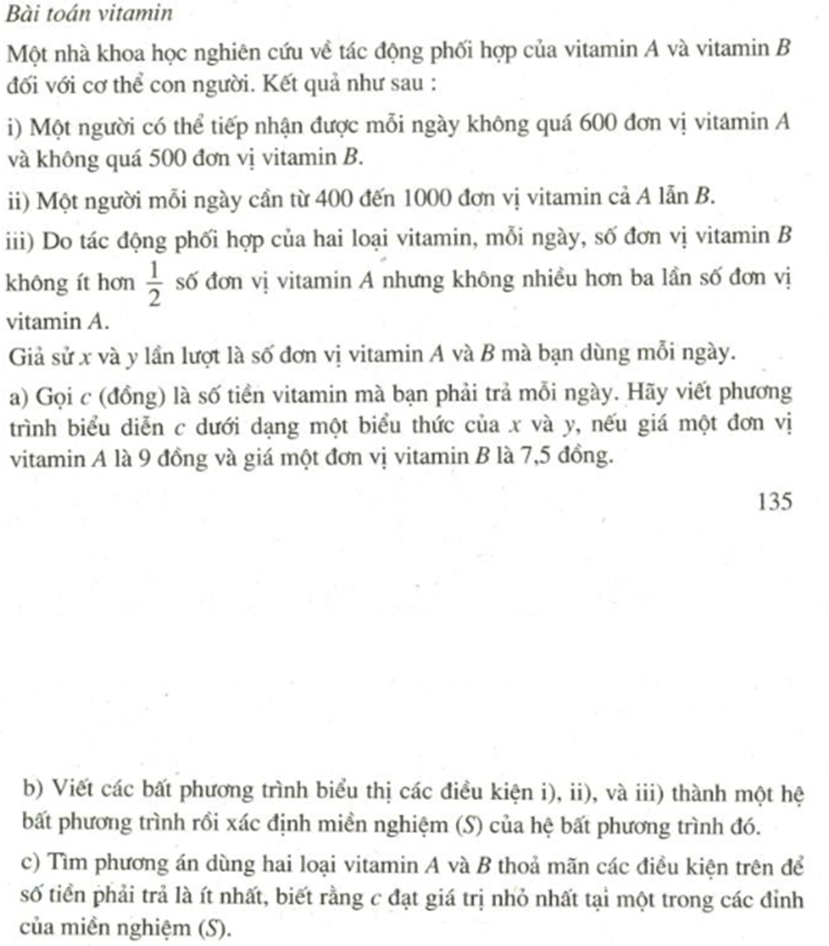 Bài toán vitamin
Một nhà khoa học nghiên cứu về tác động phối hợp của vitamin A và vitamin B
đối với cơ thể con người. Kết quả như sau :
i) Một người có thể tiếp nhận được mỗi ngày không quá 600 đơn vị vitamin A
và không quá 500 đơn vị vitamin B.
ii) Một người mỗi ngày cần từ 400 đến 1000 đơn vị vitamin cả A lẫn B.
iii) Do tác động phối hợp của hai loại vitamin, mỗi ngày, số đơn vị vitamin B
không ít hơn 1/2 số đơn vị vitamin A nhưng không nhiều hơn ba lần số đơn vị
vitamin A.
Giả sử x và y lần lượt là số đơn vị vitamin A và B mà bạn dùng mỗi ngày.
a) Gọi c (đồng) là số tiền vitamin mà bạn phải trả mỗi ngày. Hãy viết phương
trình biểu diễn c dưới dạng một biểu thức của x và y, nếu giá một đơn vị
vitamin A là 9 đồng và giá một đơn vị vitamin B là 7,5 đồng.
135
b) Viết các bất phương trình biểu thị các điều kiện i), ii), và iii) thành một hệ
bất phương trình rồi xác định miền nghiệm (S) của hệ bất phương trình đó.
c) Tìm phương án dùng hai loại vitamin A và B thoả mãn các điều kiện trên để
số tiền phải trả là ít nhất, biết rằng c đạt giá trị nhỏ nhất tại một trong các đỉnh
của miền nghiệm (S).